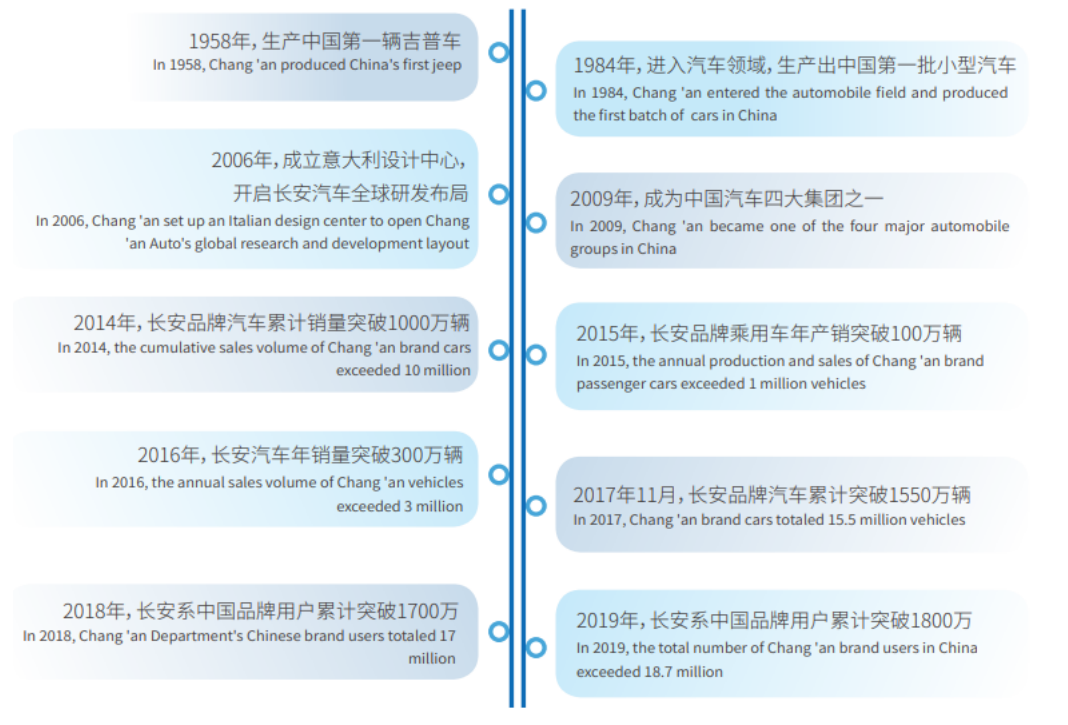 1958年，生产中国第一辆吉普车
In 1958, Chang 'an produced China's first jeep
1984年，进入汽车领域，生产出中国第一批小型汽车
In 1984, Chang 'an entered the automobile field and produced
the first batch of cars in China
2006年，成立意大利设计中心，
开启长安汽车全球研发布局
In 2006, Chang 'an set up an Italian design center to open Chang
'an Auto's global research and development layout
2009年，成为中国汽车四大集团之一
In 2009, Chang 'an became one of the four major automobile
groups in China
2014年，长安品牌汽车累计销量突破1000万辆
In 2014, the cumulative sales volume of Chang 'an brand cars
exceeded 10 million
2015年，长安品牌乘用车年产销突破100万辆
In 2015, the annual production and sales of Chang 'an brand
passenger cars exceeded 1 million vehicles
2016年，长安汽车年销量突破300万辆
In 2016, the annual sales volume of Chang 'an vehicles
exceeded 3 million
2017年11月，长安品牌汽车累计突破1550万辆
In 2017, Chang 'an brand cars totaled 15.5 million vehicles
2018年，长安系中国品牌用户累计突破1700万
In 2018, Chang 'an Department's Chinese brand users totaled 17
million
2019年，长安系中国品牌用户累计突破1800万
In 2019, the total number of Chang 'an brand users in China
exceeded 18.7 million